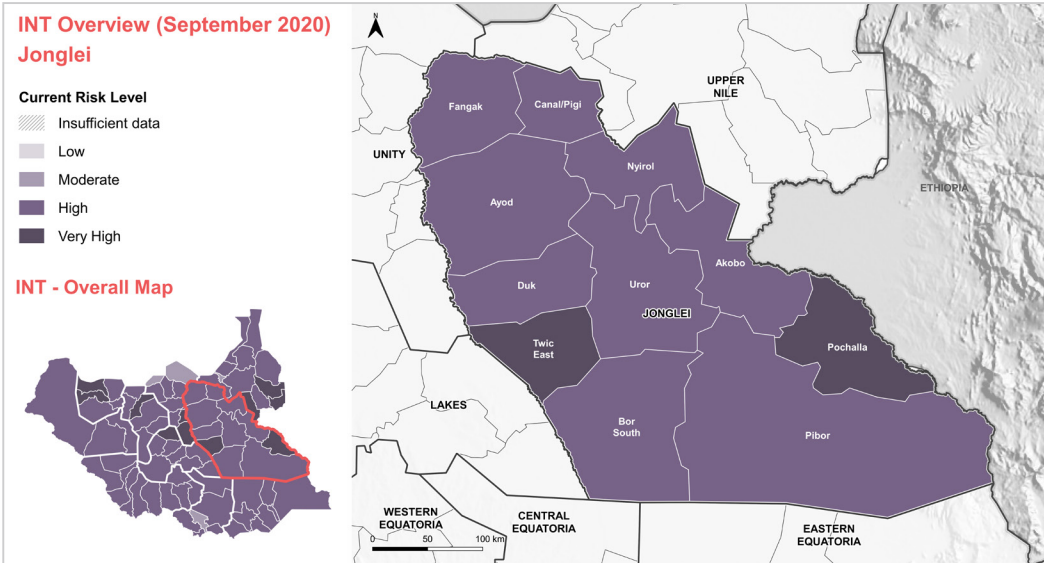 INT Overview (September 2020)
Jonglei
Current Risk Level
Insufficient data
Low
Moderate
High
Very High
INT - Overall Map
N
UPPER
NILE
Fangak
Canal/Pigi
UNITY
Nyirol
ETHIOPIA
Ayod
Akobo
Duk
Uror
JONGLEI
Twic
East
Pochalla
LAKES
Bor
South
Pibor
WESTERN
EQUATORIA
CENTRAL
EQUATORIA
EASTERN
EQUATORIA
0 50 100 km